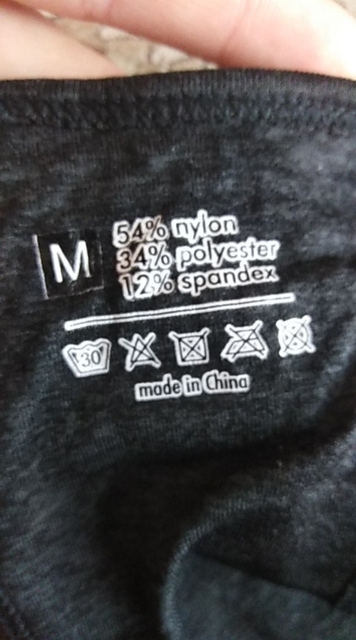 M
54% nylon
34% polyester
12% spandex
30
made in China